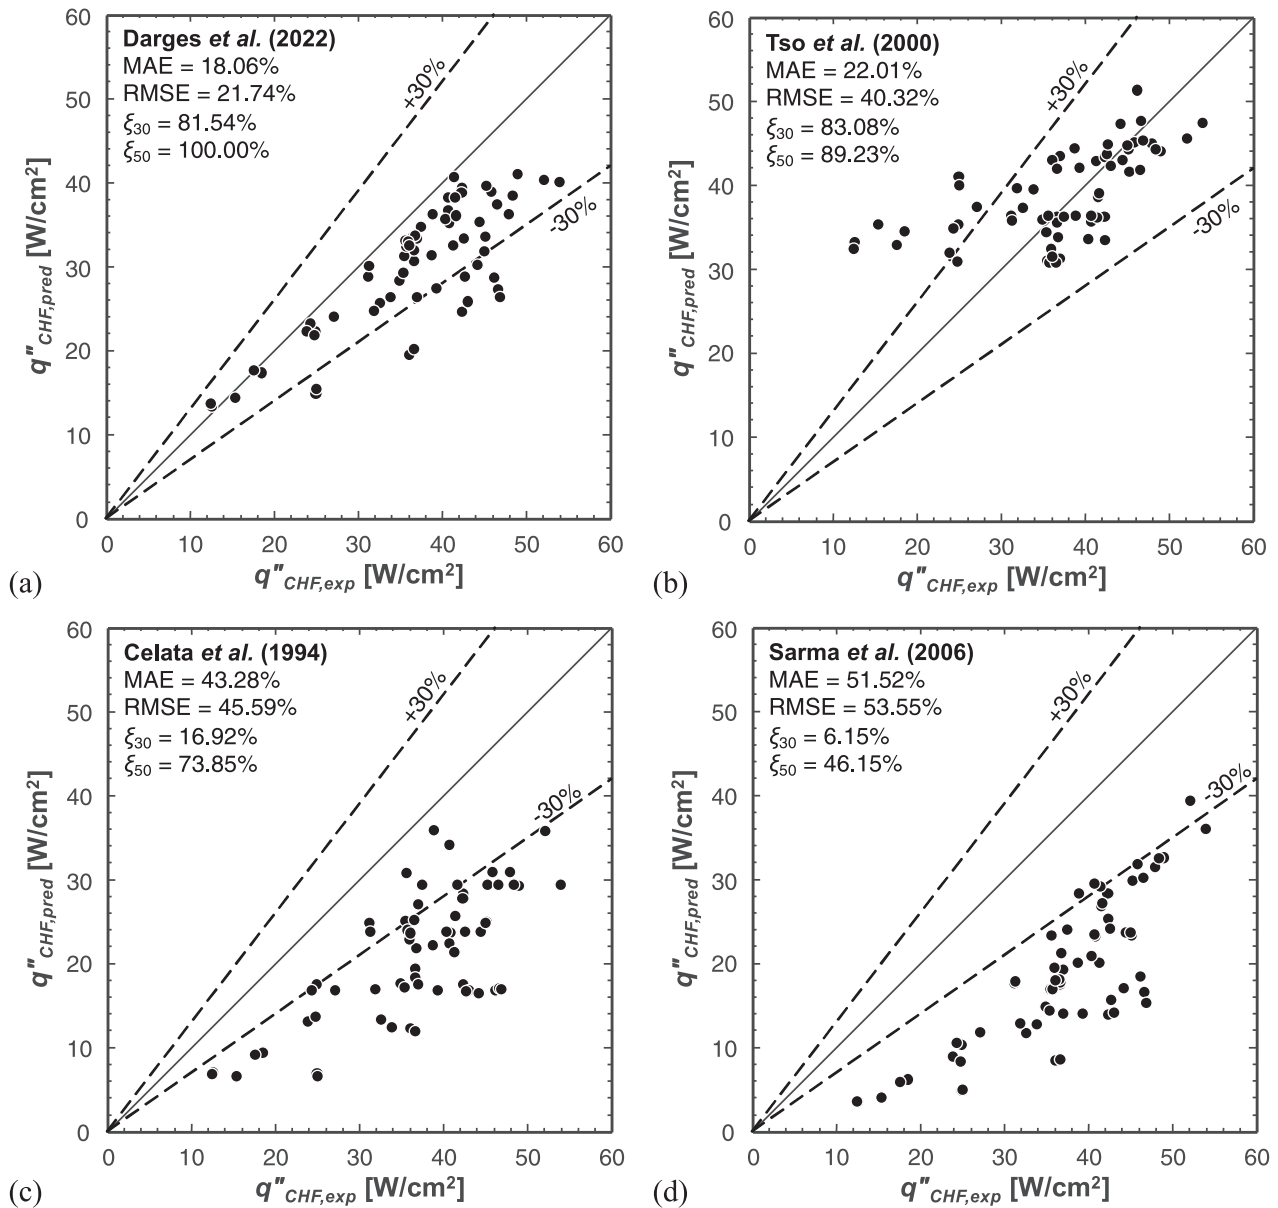 60
50
40
30
20
10
0
0 10 20 30 40 50 60
q″CHF,pred [W/cm²]
q″CHF,exp [W/cm²]
Darges et al. (2022)
MAE = 18.06%
RMSE = 21.74%
ξ30 = 81.54%
ξ50 = 100.00%
+30%
-30%
(a)
60
50
40
30
20
10
0
0 10 20 30 40 50 60
q″CHF,pred [W/cm²]
q″CHF,exp [W/cm²]
Tso et al. (2000)
MAE = 22.01%
RMSE = 40.32%
ξ30 = 83.08%
ξ50 = 89.23%
+30%
-30%
(b)
60
50
40
30
20
10
0
0 10 20 30 40 50 60
q″CHF,pred [W/cm²]
q″CHF,exp [W/cm²]
Celata et al. (1994)
MAE = 43.28%
RMSE = 45.59%
ξ30 = 16.92%
ξ50 = 73.85%
+30%
-30%
(c)
60
50
40
30
20
10
0
0 10 20 30 40 50 60
q″CHF,pred [W/cm²]
q″CHF,exp [W/cm²]
Sarma et al. (2006)
MAE = 51.52%
RMSE = 53.55%
ξ30 = 6.15%
ξ50 = 46.15%
+30%
-30%
(d)